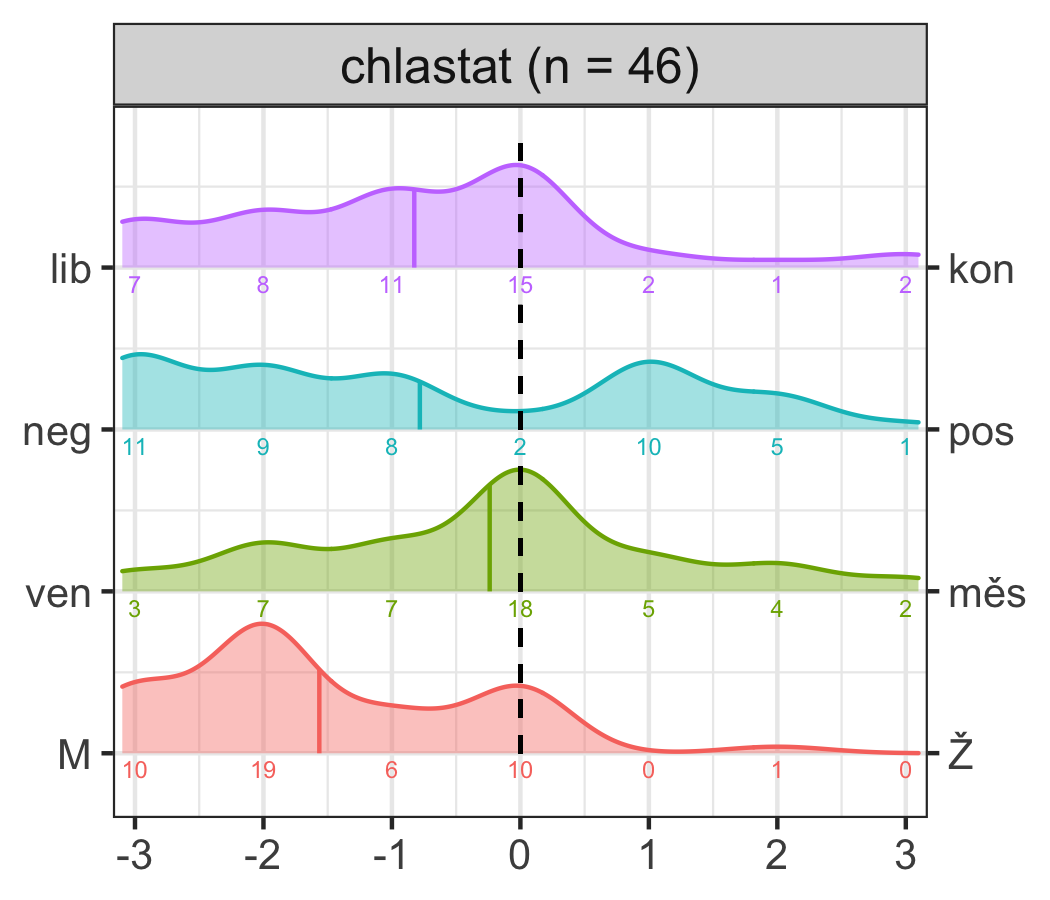 chlastat (n = 46)
lib kon
7 8 11 15 2 1 2
neg pos
11 9 8 2 10 5 1
ven měs
3 7 7 18 5 4 2
M Ž
10 19 6 10 0 1 0
-3 -2 -1 0 1 2 3